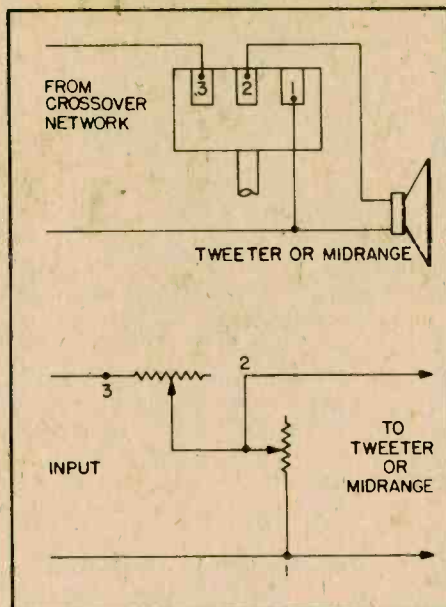 3
2
1
FROM
CROSSOVER
NETWORK
TWEETER OR MIDRANGE
3
2
INPUT
TO
TWEETER
OR
MIDRANGE
1